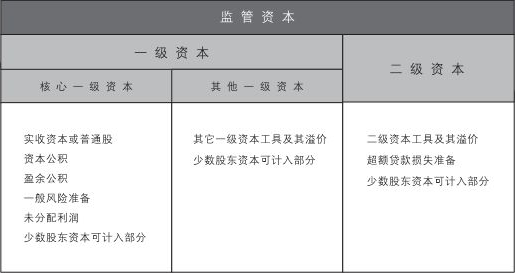 监管资本
一级资本
二级资本
核心一级资本
其他一级资本
实收资本或普通股
资本公积
盈余公积
一般风险准备
未分配利润
少数股东资本可计入部分
其它一级资本工具及其溢价
少数股东资本可计入部分
二级资本工具及其溢价
超额贷款损失准备
少数股东资本可计入部分